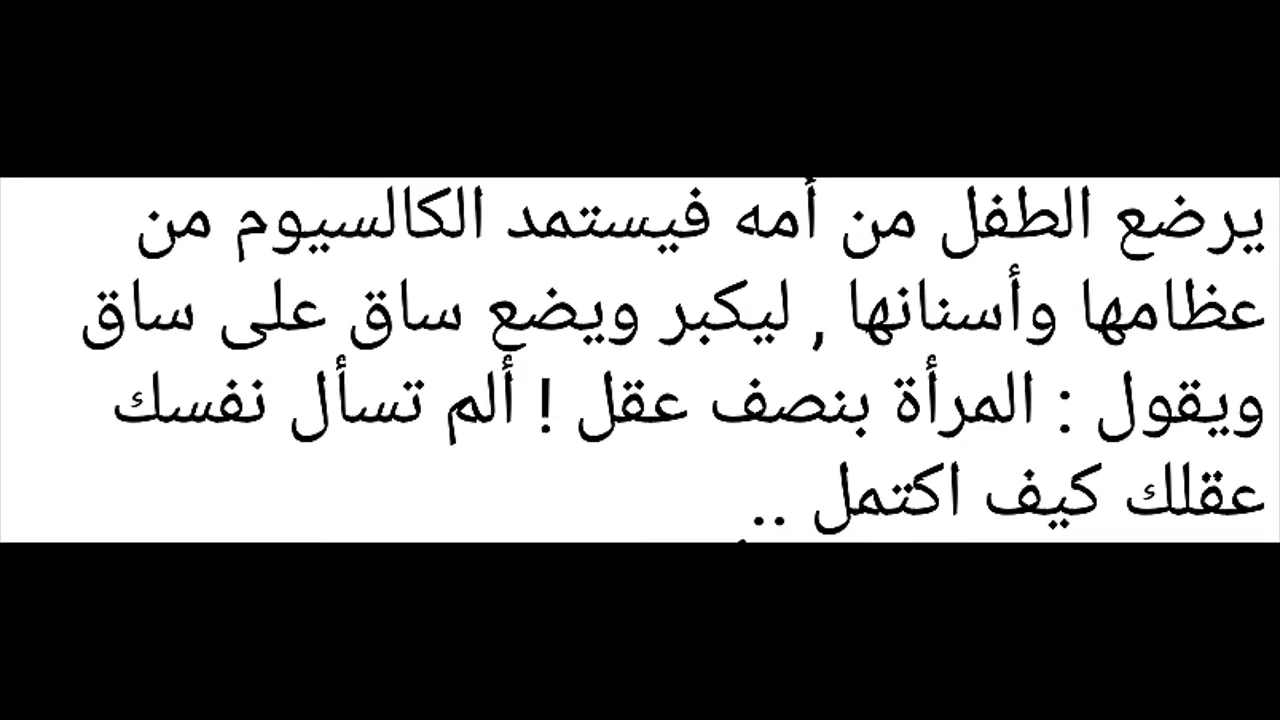 يرضع الطفل من أمه فيستمد الكالسيوم من
عظامها وأسنانها , ليكبر ويضع ساق على ساق
ويقول : المرأة بنصف عقل ! ألم تسأل نفسك
عقلك كيف اكتمل ..